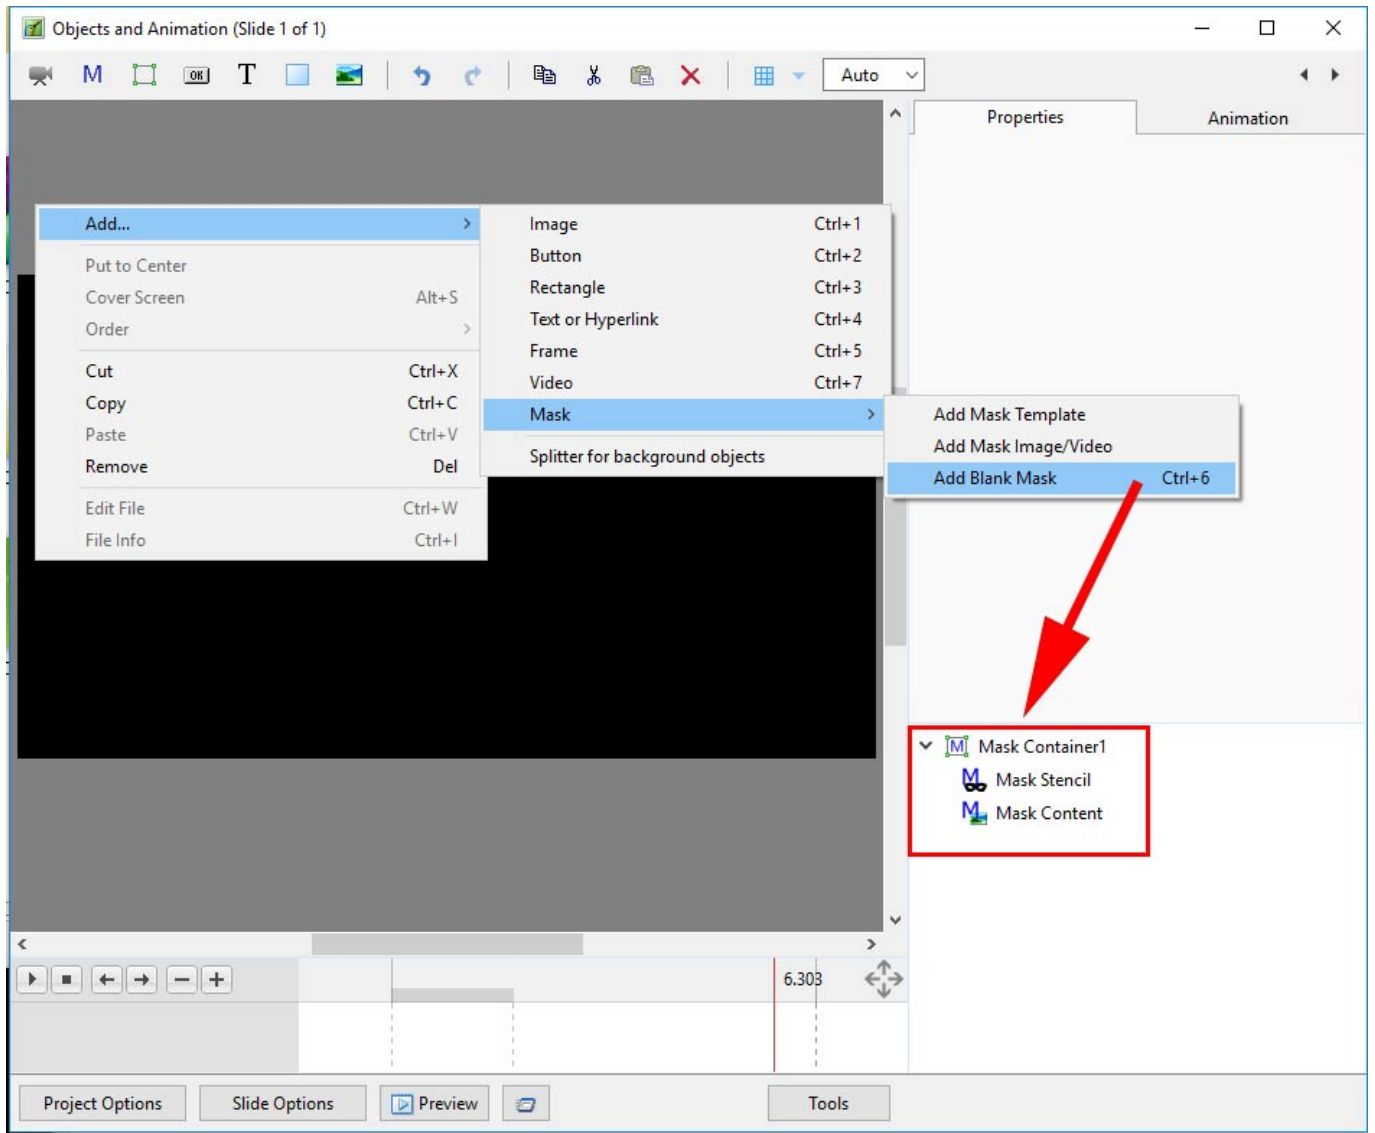 Objects and Animation (Slide 1 of 1)
M OK T Auto
Properties Animation
Add...
Put to Center
Cover Screen Alt+S
Order
Cut Ctrl+X
Copy Ctrl+C
Paste Ctrl+V
Remove Del
Edit File Ctrl+W
File Info Ctrl+I
Image Ctrl+1
Button Ctrl+2
Rectangle Ctrl+3
Text or Hyperlink Ctrl+4
Frame Ctrl+5
Video Ctrl+7
Mask
Splitter for background objects
Add Mask Template
Add Mask Image/Video
Add Blank Mask Ctrl+6
M Mask Container1
M Mask Stencil
M Mask Content
6.303
Project Options Slide Options Preview Tools